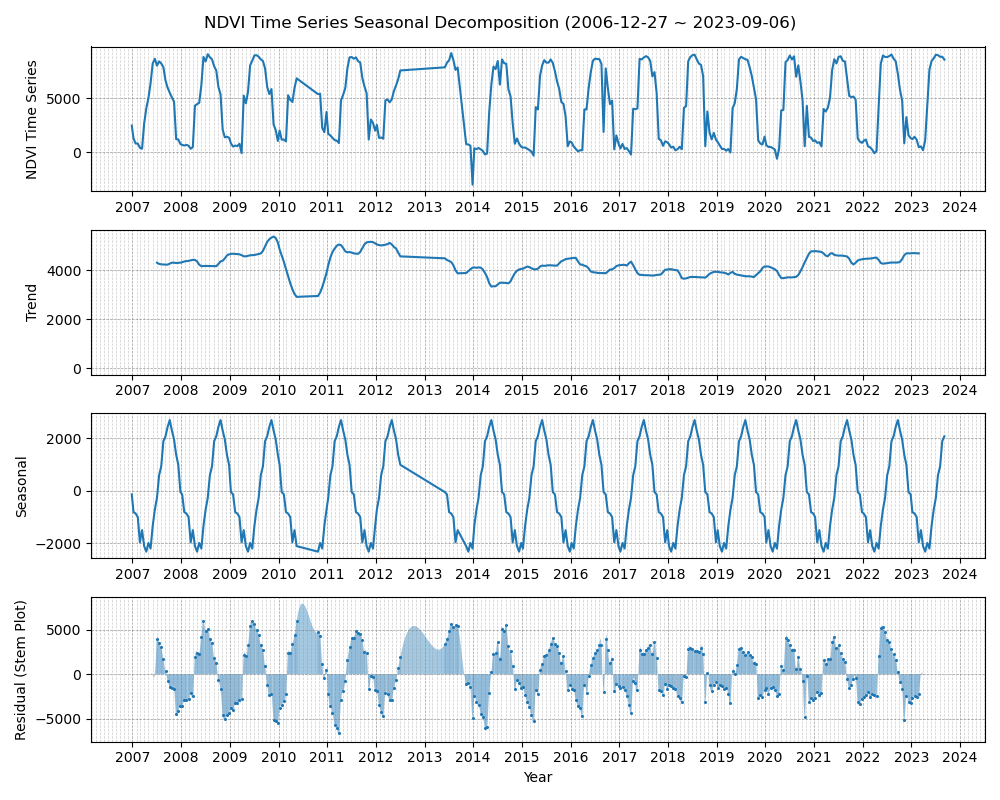 NDVI Time Series Seasonal Decomposition (2006-12-27 ~ 2023-09-06)
NDVI Time Series
5000
0
2007 2008 2009 2010 2011 2012 2013 2014 2015 2016 2017 2018 2019 2020 2021 2022 2023 2024
Trend
4000
2000
0
2007 2008 2009 2010 2011 2012 2013 2014 2015 2016 2017 2018 2019 2020 2021 2022 2023 2024
Seasonal
2000
0
−2000
2007 2008 2009 2010 2011 2012 2013 2014 2015 2016 2017 2018 2019 2020 2021 2022 2023 2024
Residual (Stem Plot)
5000
0
−5000
2007 2008 2009 2010 2011 2012 2013 2014 2015 2016 2017 2018 2019 2020 2021 2022 2023 2024
Year